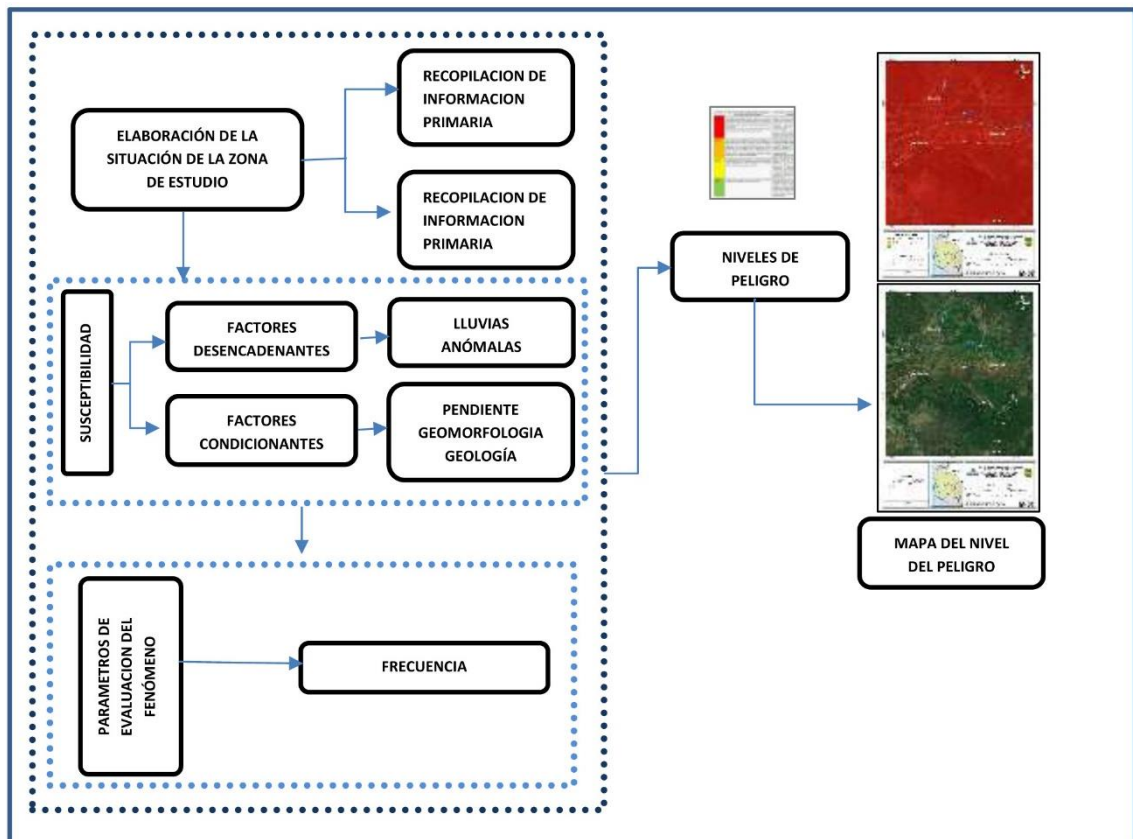 RECOPILACION DE
INFORMACION
PRIMARIA
ELABORACIÓN DE LA
SITUACIÓN DE LA ZONA
DE ESTUDIO
RECOPILACION DE
INFORMACION
PRIMARIA
SUSCEPTIBILIDAD
FACTORES
DESENCADENANTES
LLUVIAS
ANÓMALAS
FACTORES
CONDICIONANTES
PENDIENTE
GEOMORFOLOGIA
GEOLOGÍA
PARAMETROS DE
EVALUACION DEL
FENÓMENO
FRECUENCIA
NIVELES DE
PELIGRO
MAPA DEL NIVEL
DEL PELIGRO